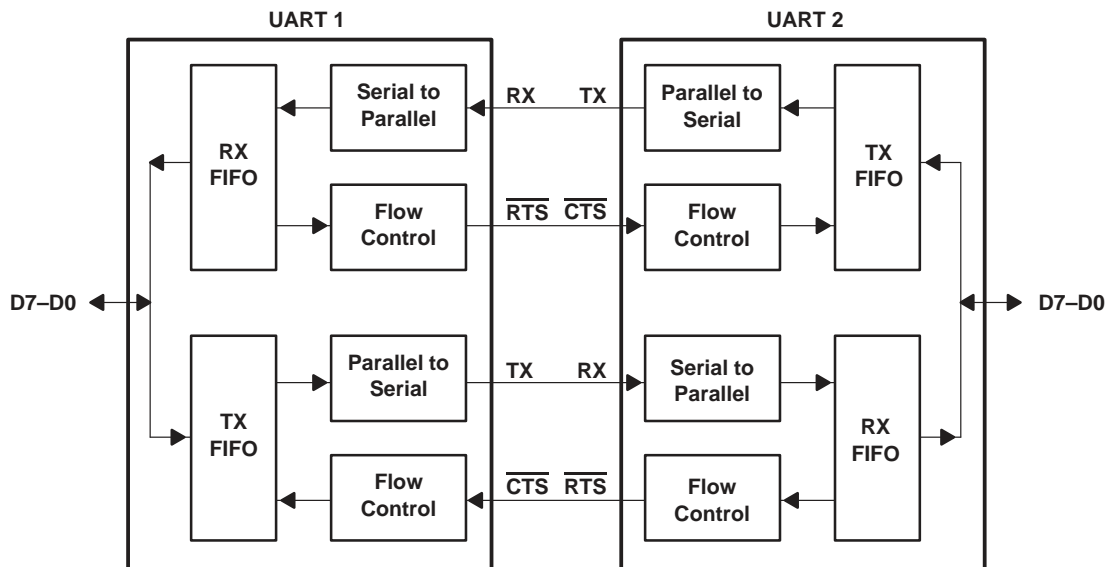 UART 1
UART 2
Serial to
Parallel
RX
TX
Parallel to
Serial
RX
FIFO
TX
FIFO
Flow
Control
RTS
CTS
Flow
Control
D7–D0
D7–D0
Parallel to
Serial
TX
RX
Serial to
Parallel
TX
FIFO
RX
FIFO
Flow
Control
CTS
RTS
Flow
Control